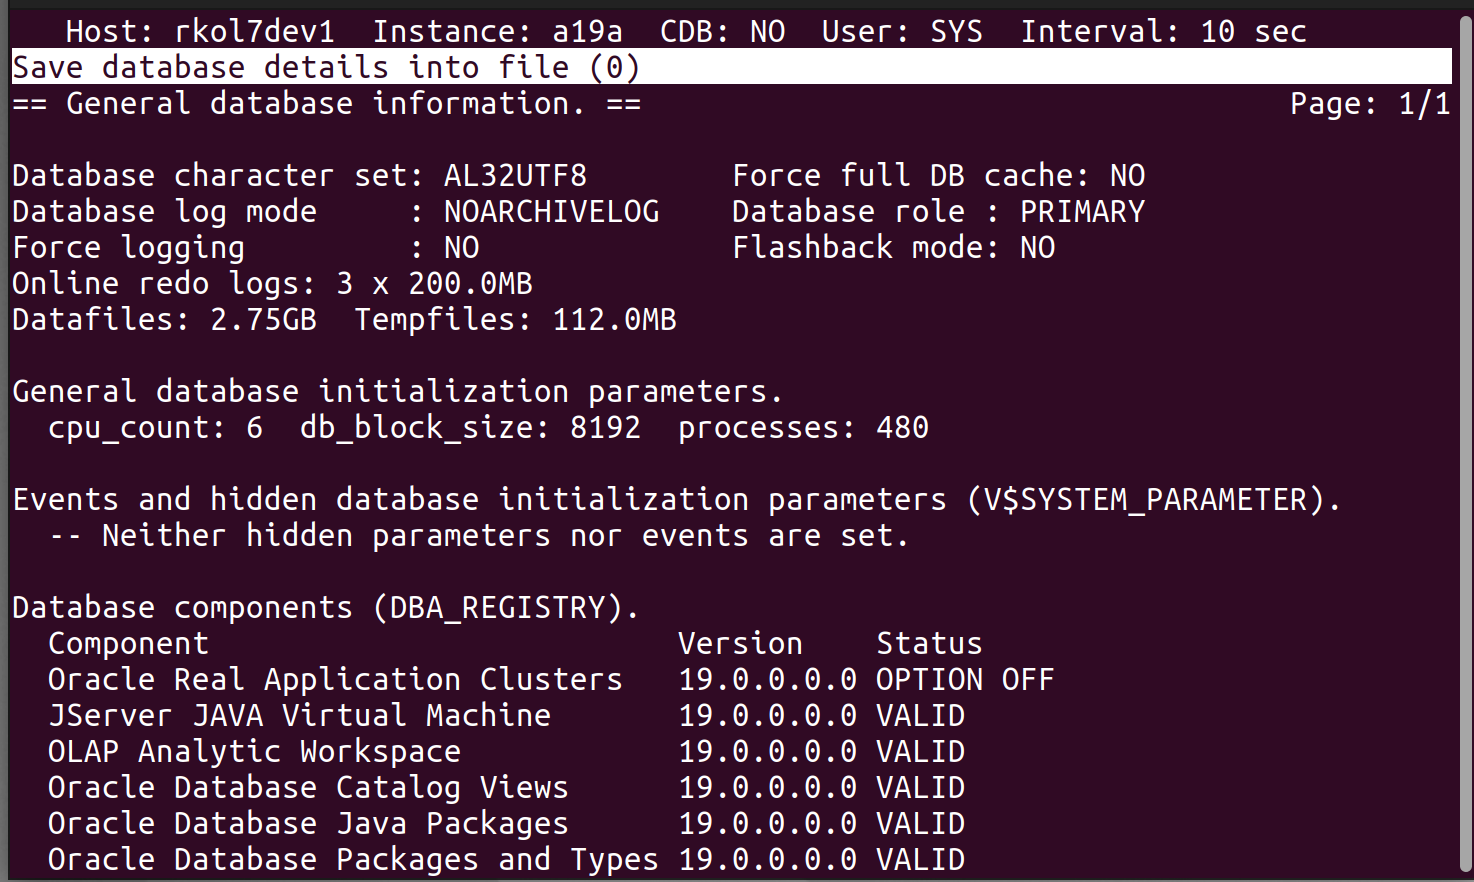 Host: rkol7dev1  Instance: a19a  CDB: NO  User: SYS  Interval: 10 sec
Save database details into file (0)
== General database information. ==                                    Page: 1/1
Database character set: AL32UTF8        Force full DB cache: NO
Database log mode     : NOARCHIVELOG    Database role : PRIMARY
Force logging         : NO              Flashback mode: NO
Online redo logs: 3 x 200.0MB
Datafiles: 2.75GB  Tempfiles: 112.0MB
General database initialization parameters.
  cpu_count: 6  db_block_size: 8192  processes: 480
Events and hidden database initialization parameters (V$SYSTEM_PARAMETER).
  -- Neither hidden parameters nor events are set.
Database components (DBA_REGISTRY).
  Component                          Version    Status
  Oracle Real Application Clusters   19.0.0.0.0 OPTION OFF
  JServer JAVA Virtual Machine       19.0.0.0.0 VALID
  OLAP Analytic Workspace            19.0.0.0.0 VALID
  Oracle Database Catalog Views      19.0.0.0.0 VALID
  Oracle Database Java Packages      19.0.0.0.0 VALID
  Oracle Database Packages and Types 19.0.0.0.0 VALID